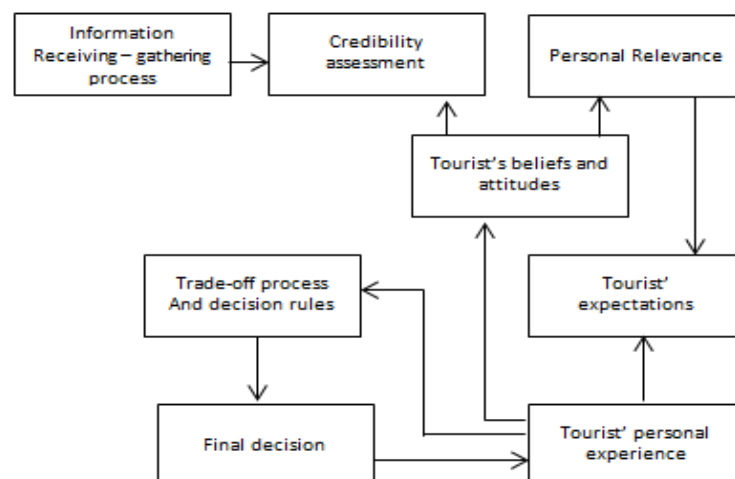 Information
Receiving – gathering
process
Credibility
assessment
Personal Relevance
Tourist's beliefs and
attitudes
Trade-off process
And decision rules
Tourist'
expectations
Final decision
Tourist' personal
experience